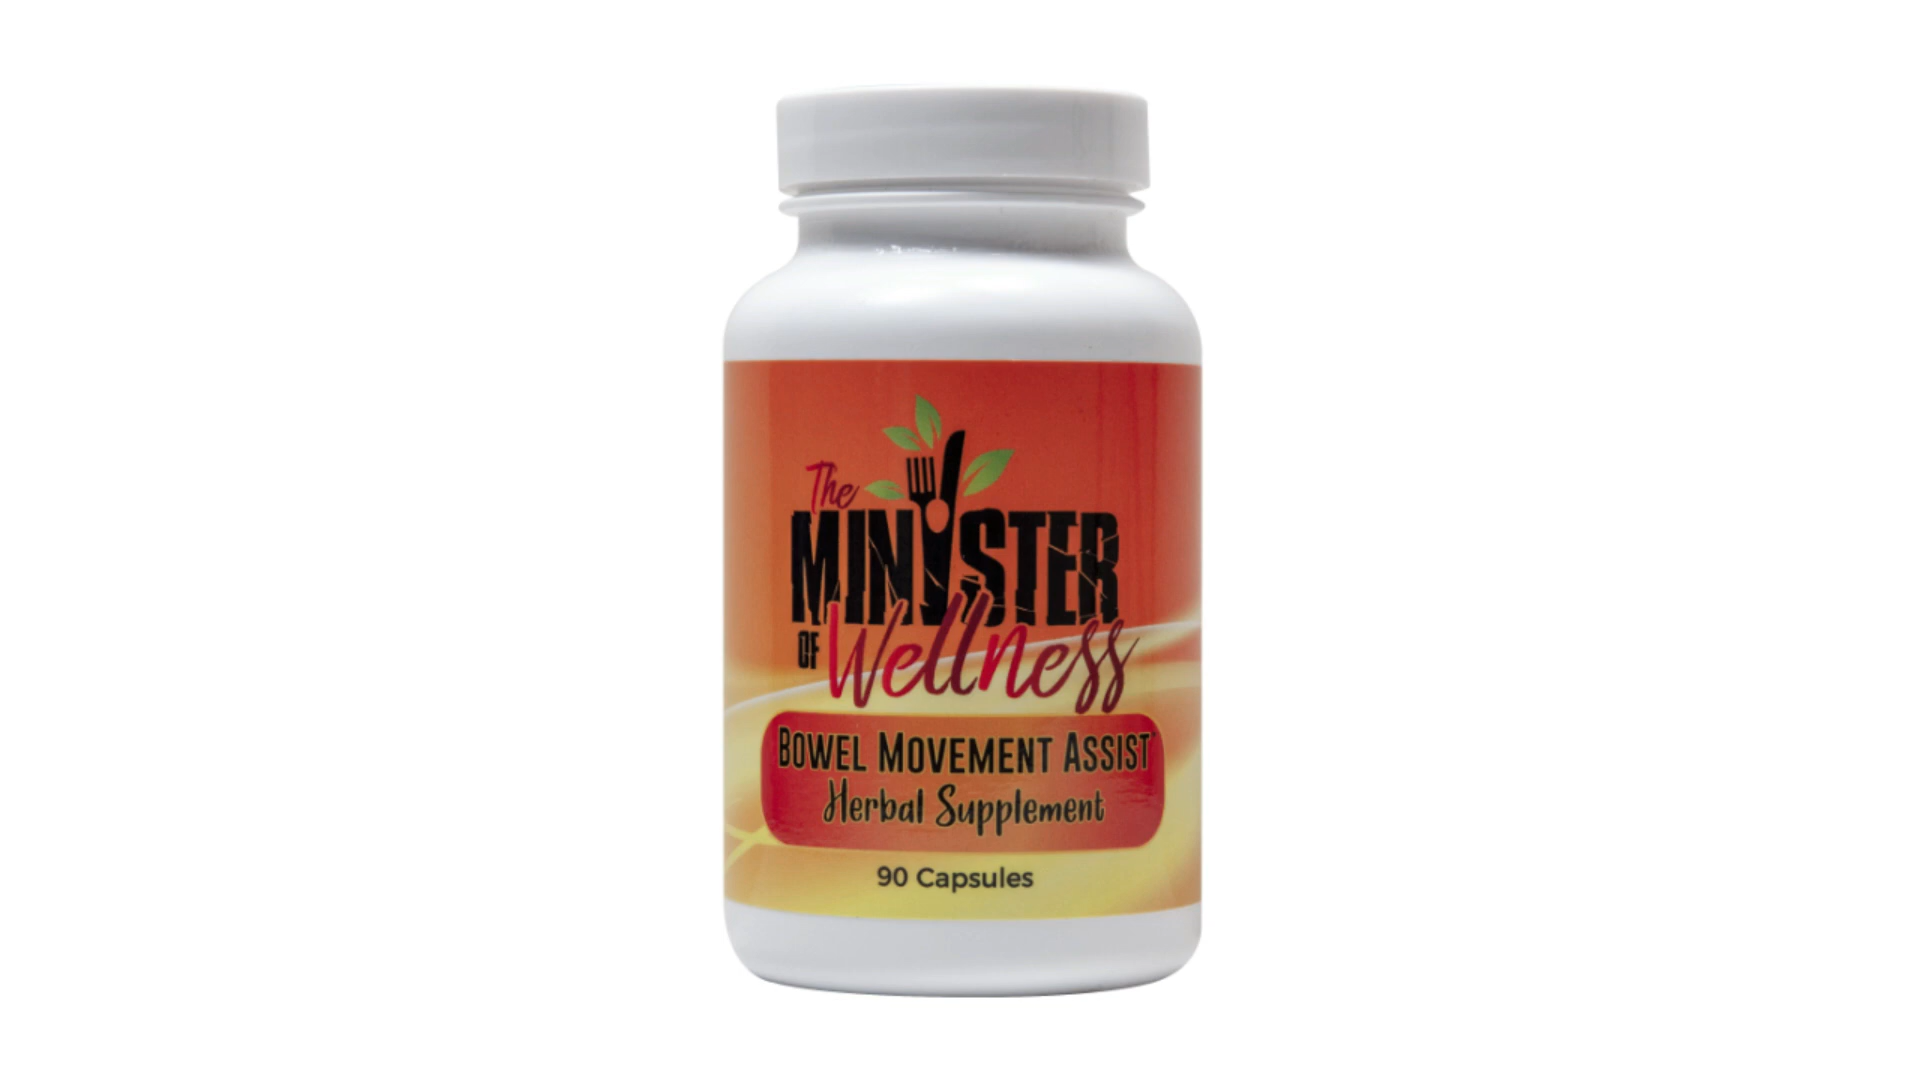 The
MINISTER
OF Wellness
BOWEL MOVEMENT ASSIST
Herbal Supplement
90 Capsules